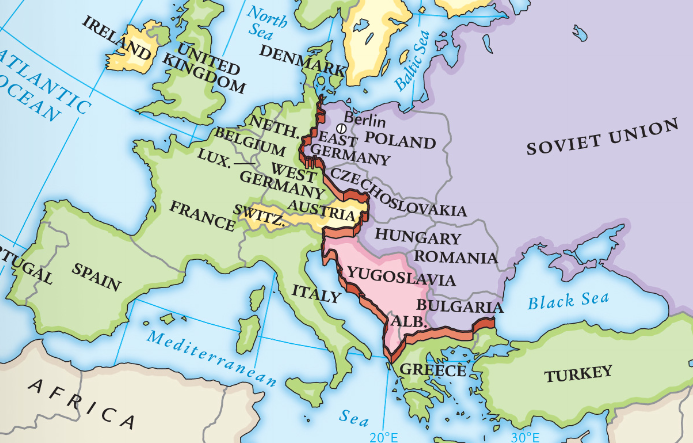 IRELAND
UNITED
KINGDOM
North
Sea
DENMARK
Baltic Sea
ATLANTIC
OCEAN
NETH.
BELGIUM
LUX.
WEST
GERMANY
Berlin
EAST
GERMANY
POLAND
SOVIET UNION
CZECHOSLOVAKIA
FRANCE
SWITZ.
AUSTRIA
HUNGARY
ROMANIA
TUGAL
SPAIN
ITALY
YUGOSLAVIA
BULGARIA
Black Sea
ALB.
Mediterranean
Sea
GREECE
TURKEY
AFRICA
20°E
30°E